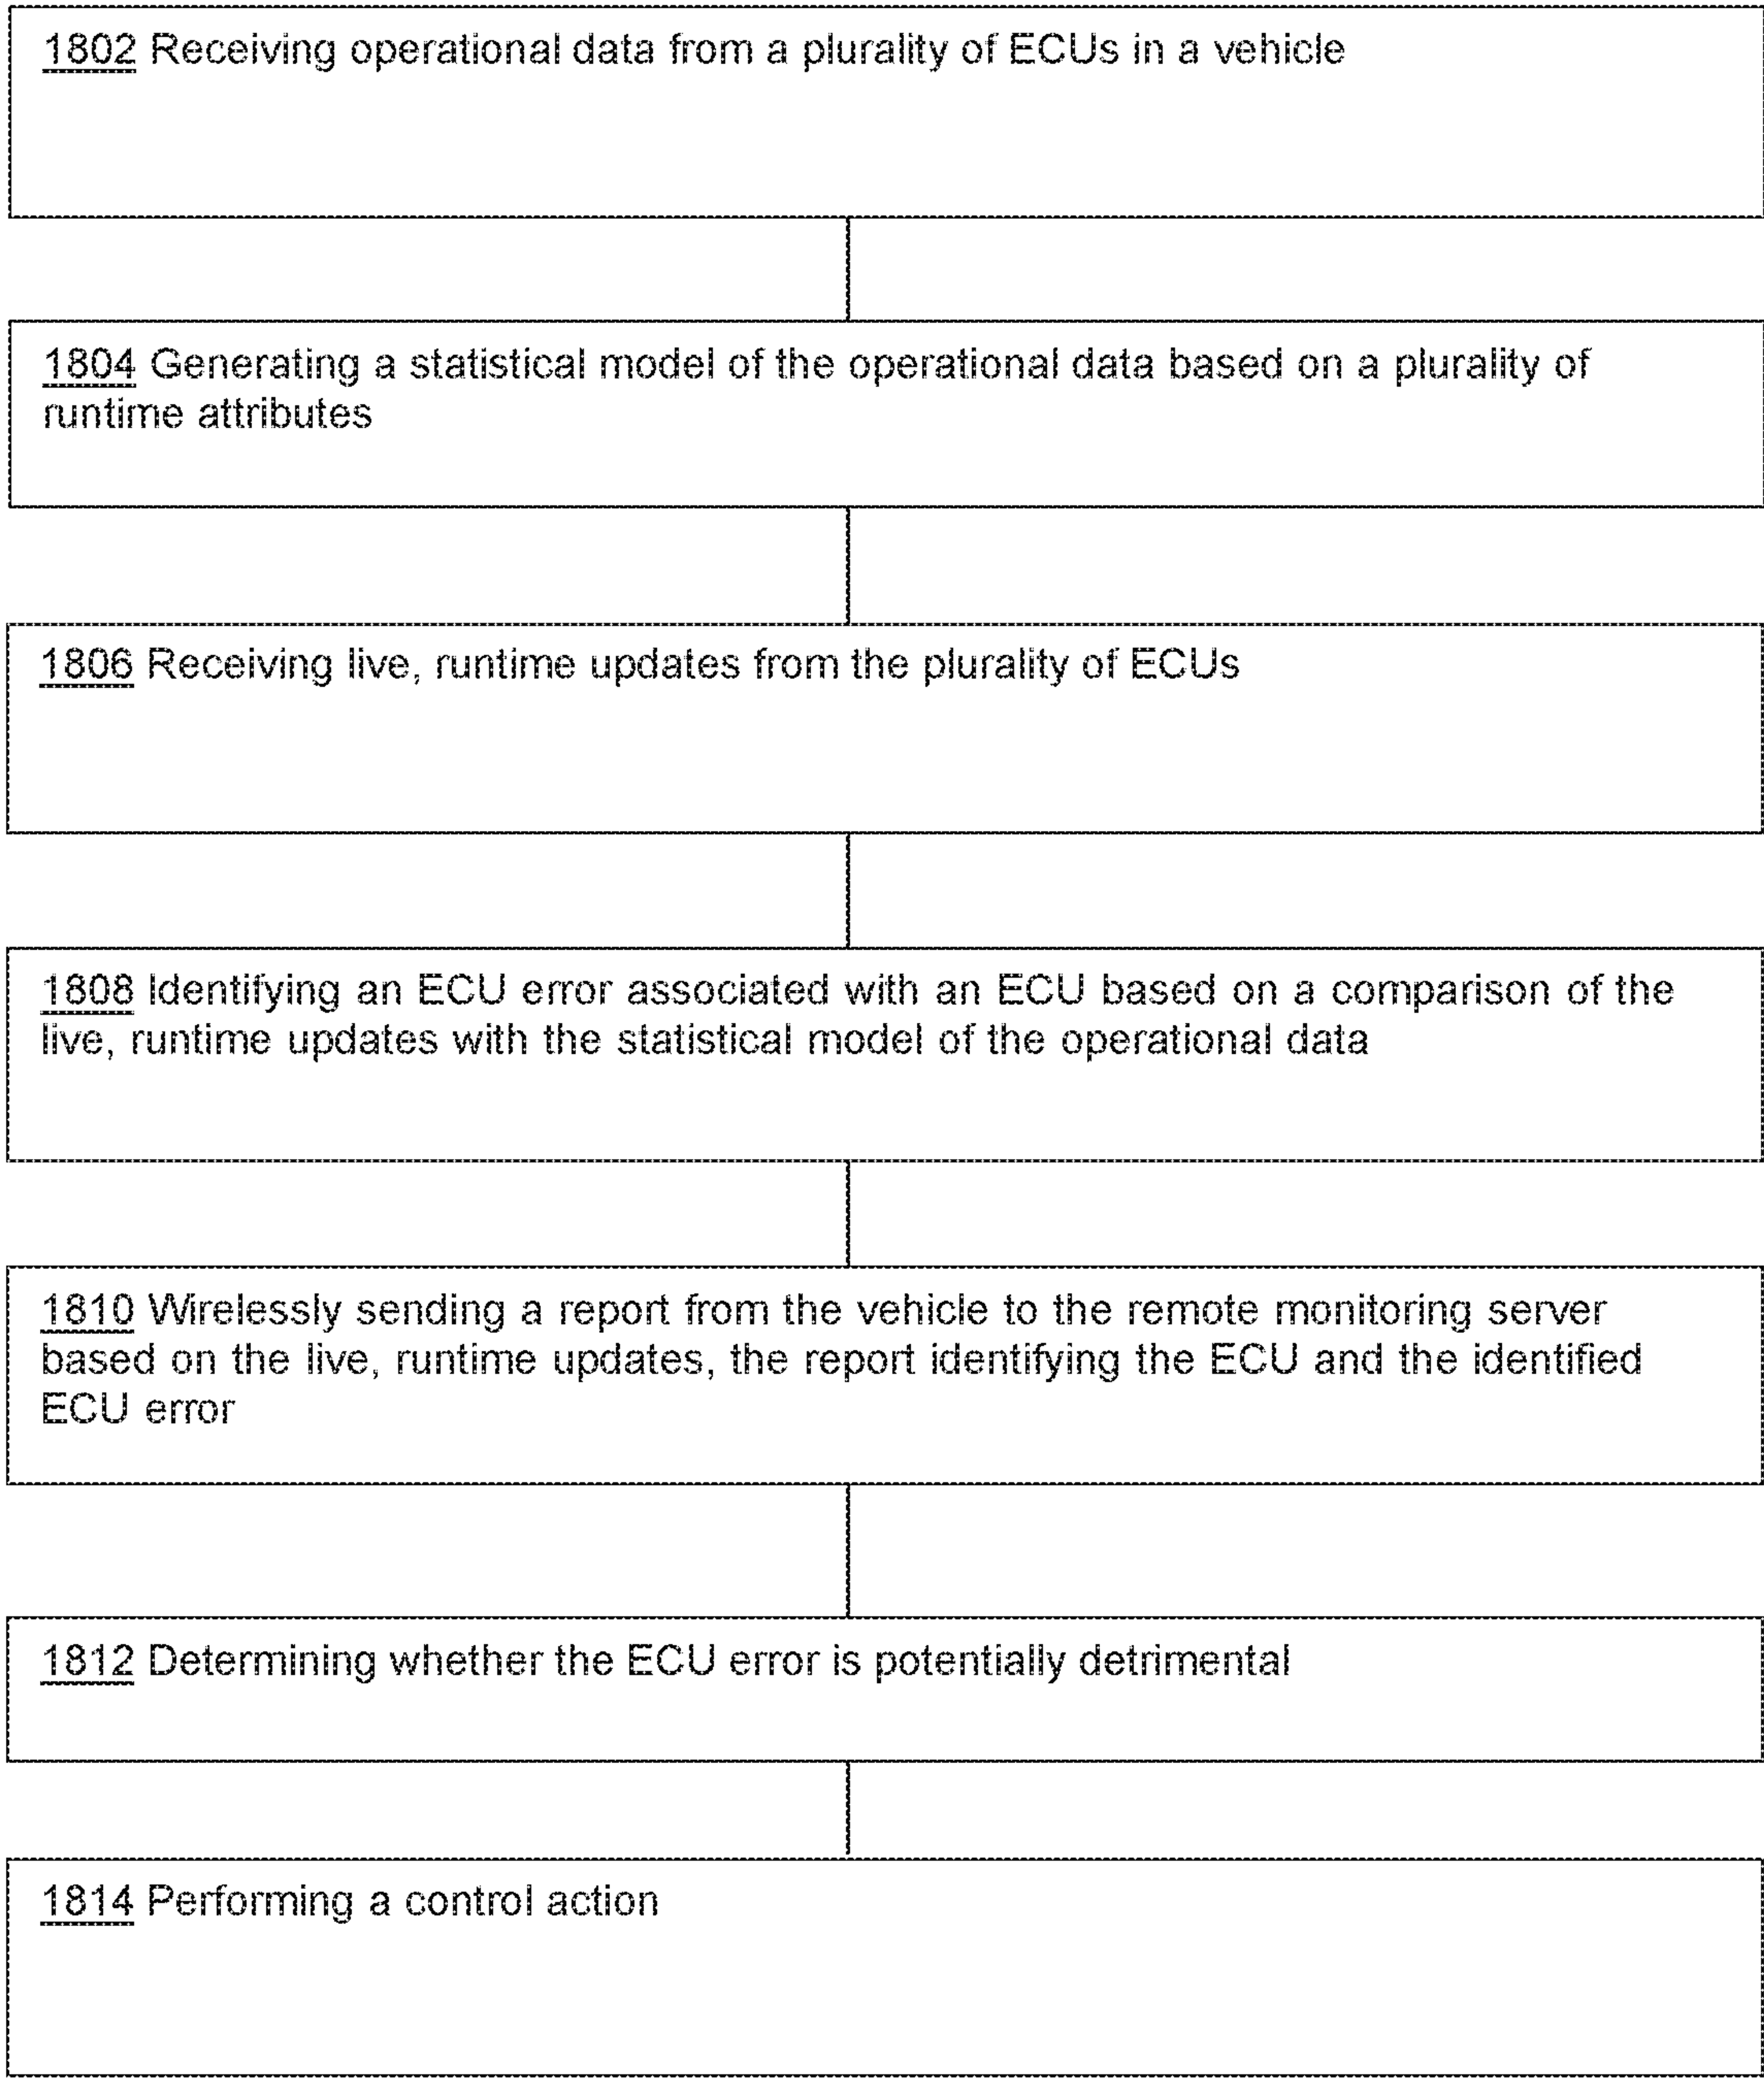 1802 Receiving operational data from a plurality of ECUs in a vehicle
1804 Generating a statistical model of the operational data based on a plurality of
runtime attributes
1806 Receiving live, runtime updates from the plurality of ECUs
1808 Identifying an ECU error associated with an ECU based on a comparison of the
live, runtime updates with the statistical model of the operational data
1810 Wirelessly sending a report from the vehicle to the remote monitoring server
based on the live, runtime updates, the report identifying the ECU and the identified
ECU error
1812 Determining whether the ECU error is potentially detrimental
1814 Performing a control action